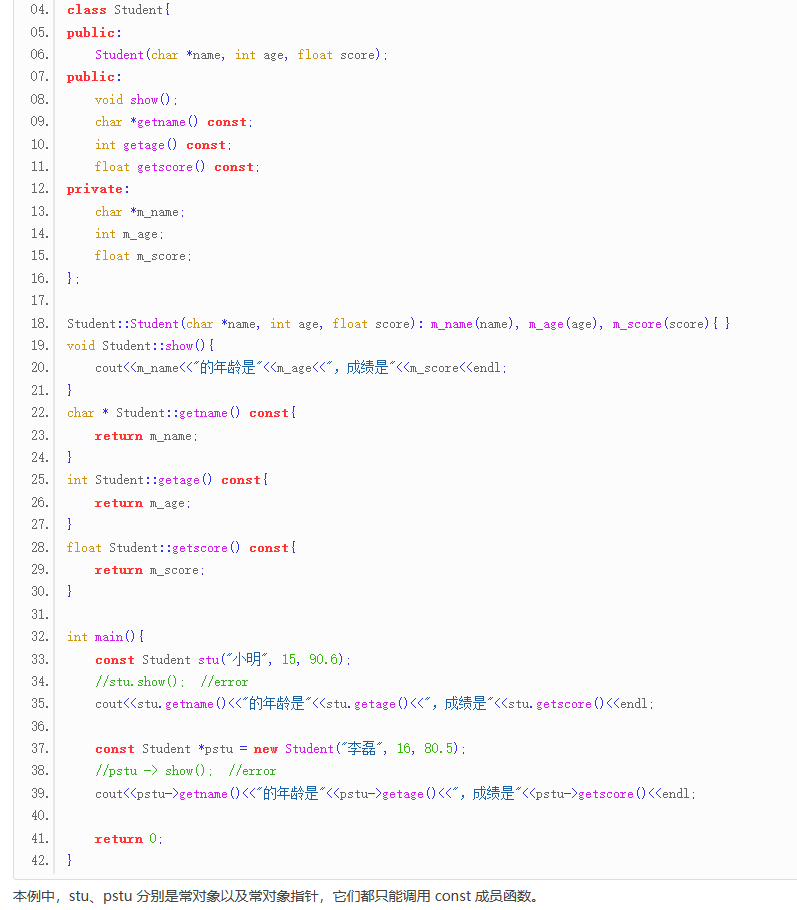 04. class Student{
05. public:
06.     Student(char *name, int age, float score);
07. public:
08.     void show();
09.     char *getname() const;
10.     int getage() const;
11.     float getscore() const;
12. private:
13.     char *m_name;
14.     int m_age;
15.     float m_score;
16. };
17.
18. Student::Student(char *name, int age, float score): m_name(name), m_age(age), m_score(score){ }
19. void Student::show(){
20.     cout<<m_name<<"的年龄是"<<m_age<<"，成绩是"<<m_score<<endl;
21. }
22. char * Student::getname() const{
23.     return m_name;
24. }
25. int Student::getage() const{
26.     return m_age;
27. }
28. float Student::getscore() const{
29.     return m_score;
30. }
31.
32. int main(){
33.     const Student stu("小明", 15, 90.6);
34.     //stu.show();  //error
35.     cout<<stu.getname()<<"的年龄是"<<stu.getage()<<"，成绩是"<<stu.getscore()<<endl;
36.
37.     const Student *pstu = new Student("李磊", 16, 80.5);
38.     //pstu -> show();  //error
39.     cout<<pstu->getname()<<"的年龄是"<<pstu->getage()<<"，成绩是"<<pstu->getscore()<<endl;
40.
41.     return 0;
42. }
本例中，stu、pstu 分别是常对象以及常对象指针，它们都只能调用 const 成员函数。